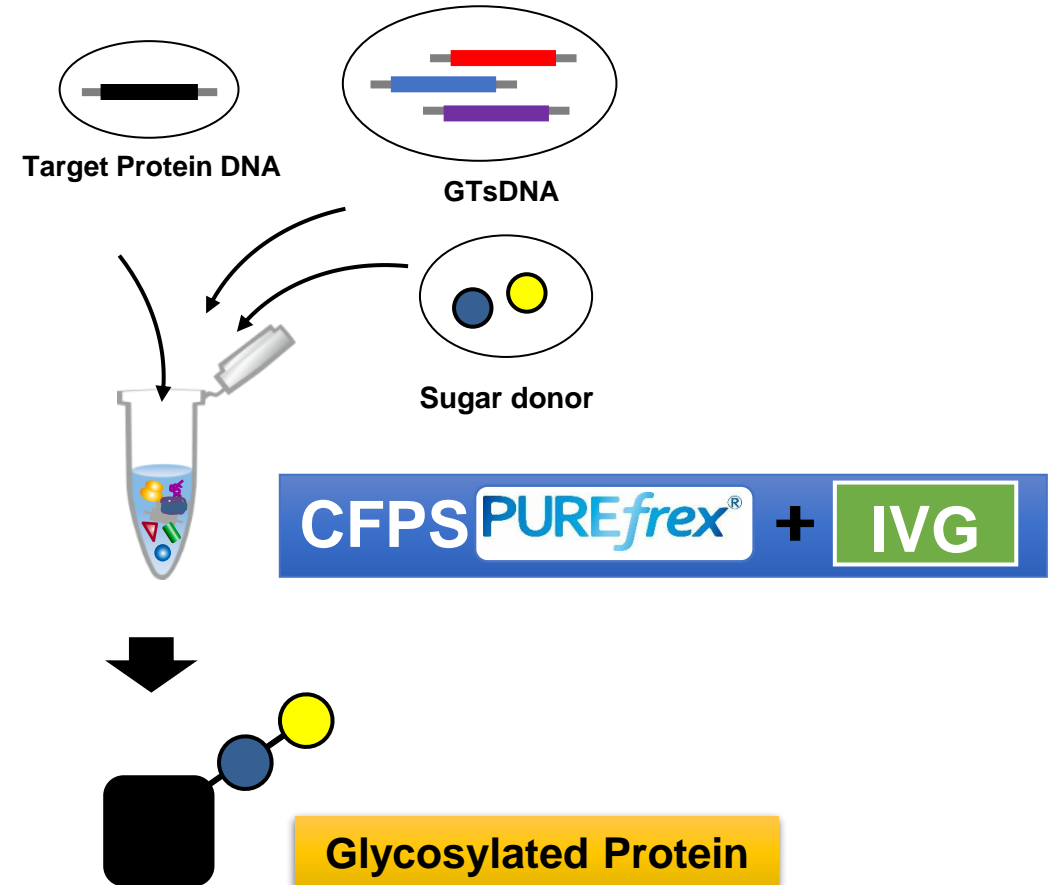 Target Protein DNA
GTsDNA
Sugar donor
CFPS PUREfrex® + IVG
Glycosylated Protein